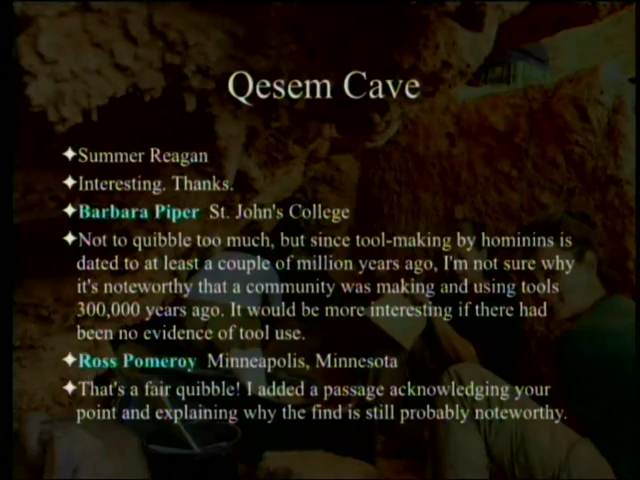 Qesem Cave
✦Summer Reagan
✦Interesting. Thanks.
✦Barbara Piper St. John's College
✦Not to quibble too much, but since tool-making by hominins is
dated to at least a couple of million years ago, I'm not sure why
it's noteworthy that a community was making and using tools
300,000 years ago. It would be more interesting if there had
been no evidence of tool use.
✦Ross Pomeroy Minneapolis, Minnesota
✦That's a fair quibble! I added a passage acknowledging your
point and explaining why the find is still probably noteworthy.